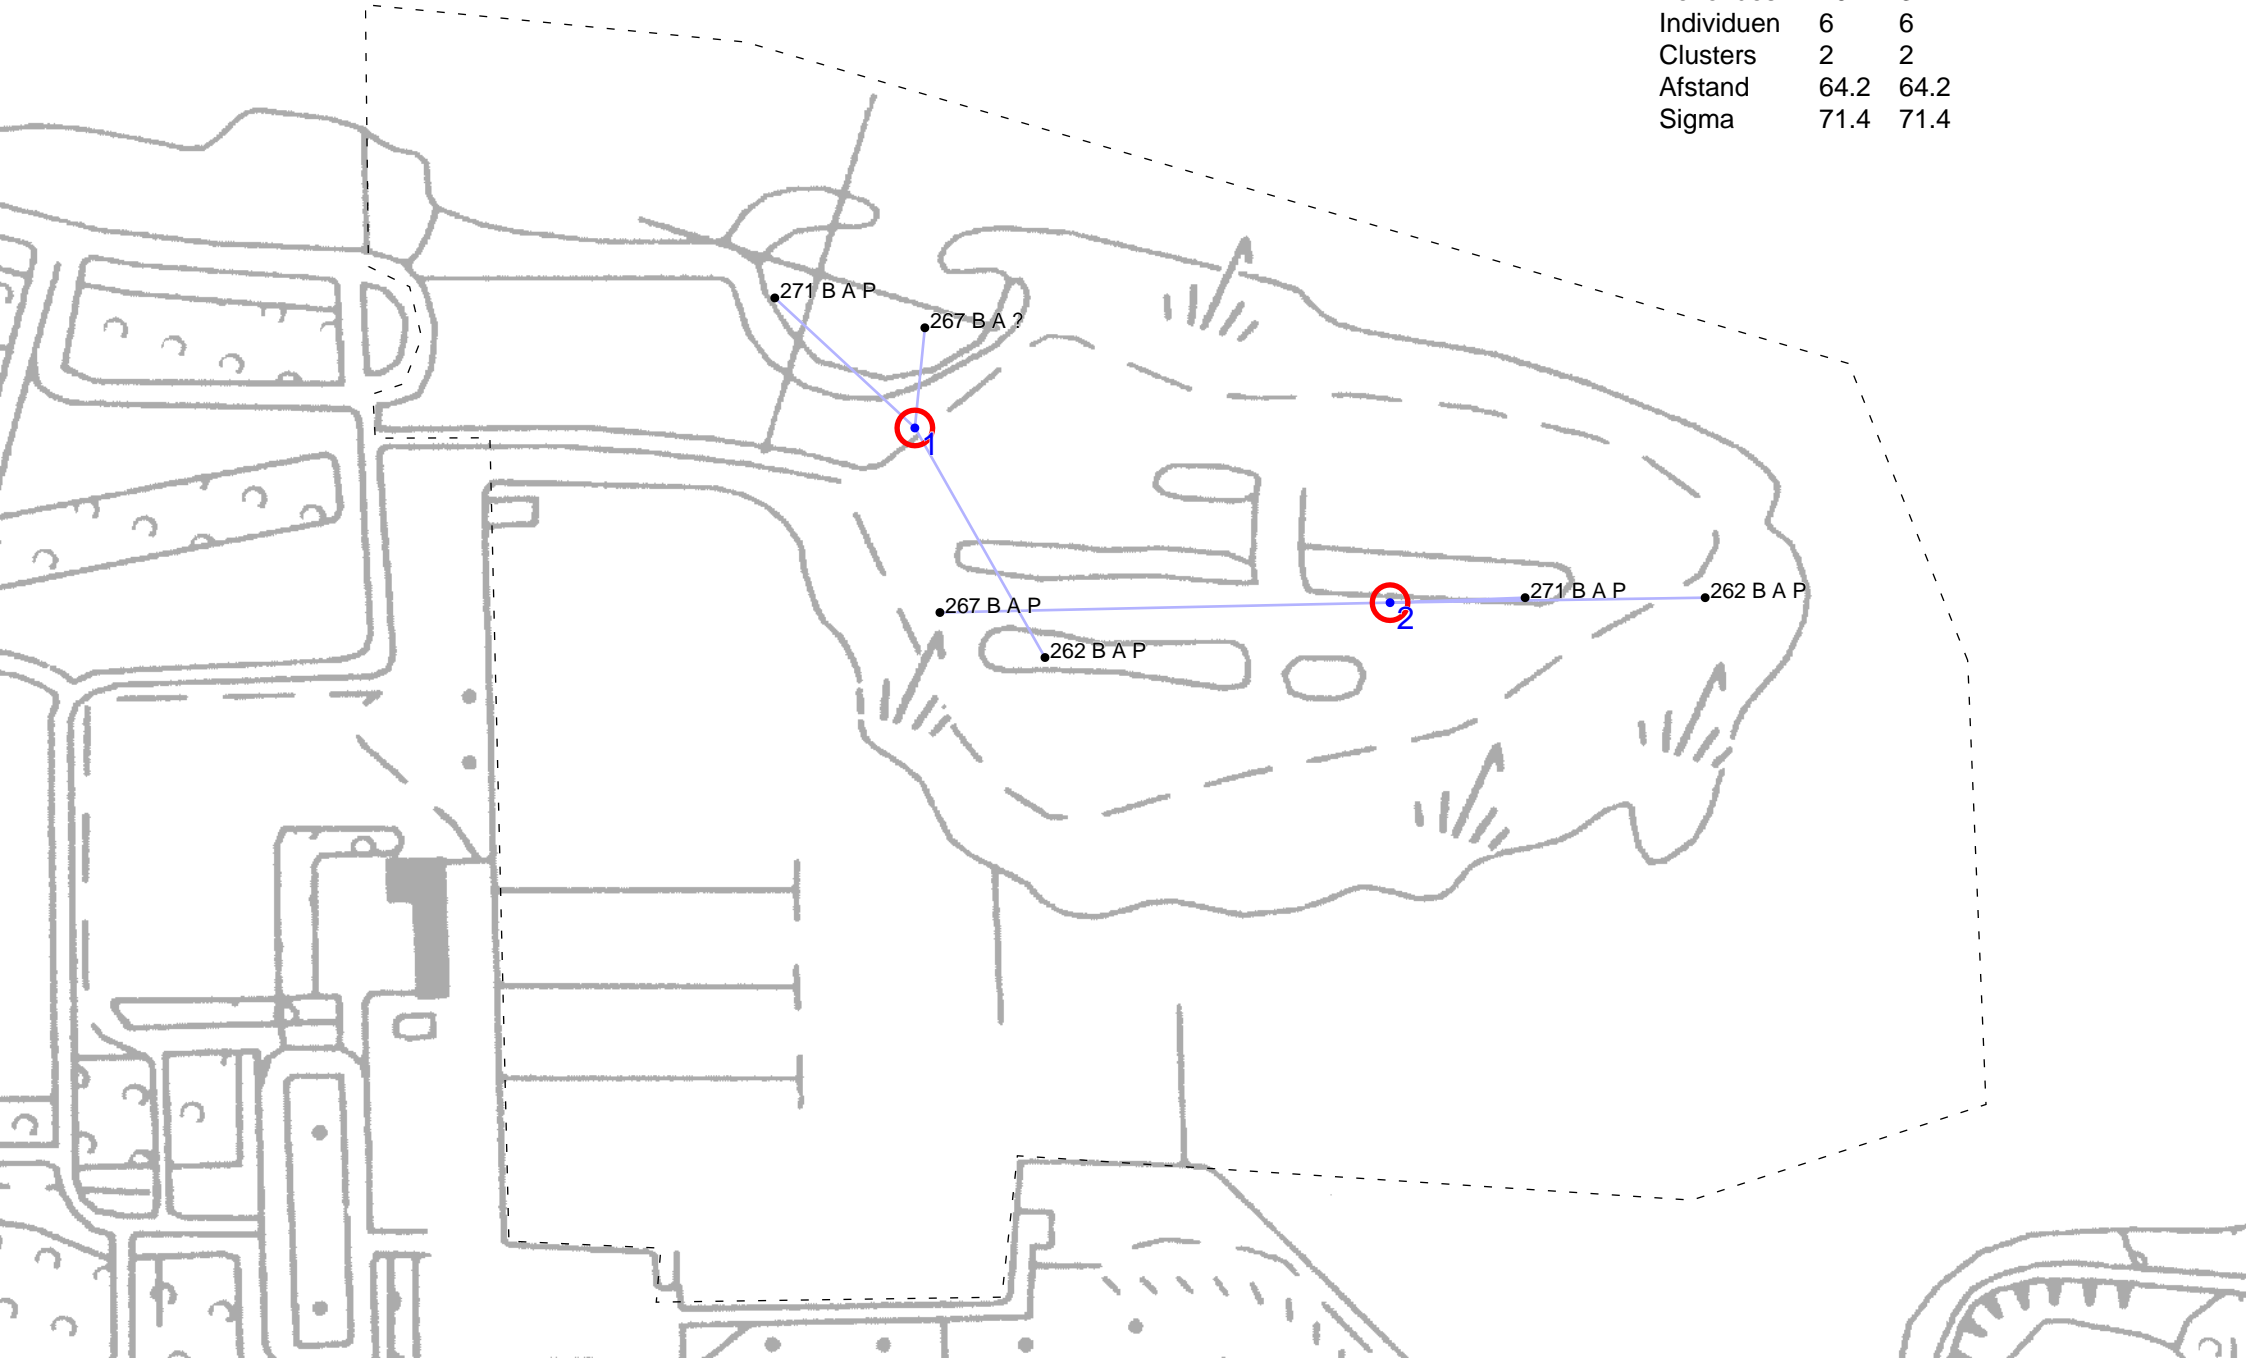 Individuen 6 6
Clusters 2 2
Afstand 64.2 64.2
Sigma 71.4 71.4
271 B A P
267 B A ?
1
271 B A P
262 B A P
267 B A P
2
262 B A P